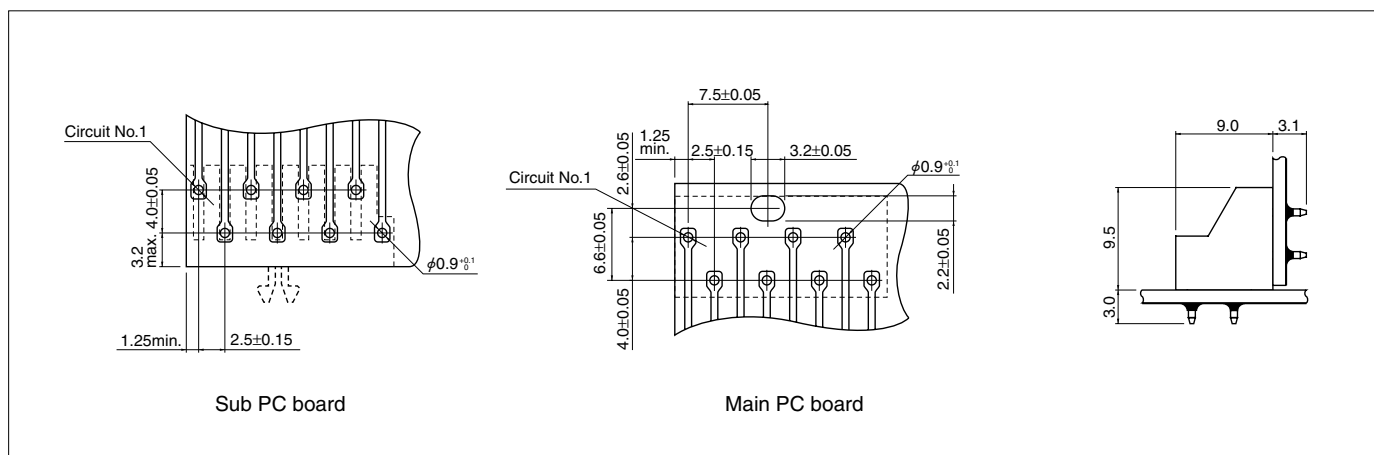 Circuit No.1
4.0±0.05
3.2
max.
φ0.9 +0.1 0
1.25min.
2.5±0.15
Sub PC board
7.5±0.05
1.25
min.
2.5±0.15
3.2±0.05
2.6±0.05
φ0.9 +0.1 0
Circuit No.1
6.6±0.05
2.2±0.05
4.0±0.05
Main PC board
9.0
3.1
9.5
3.0